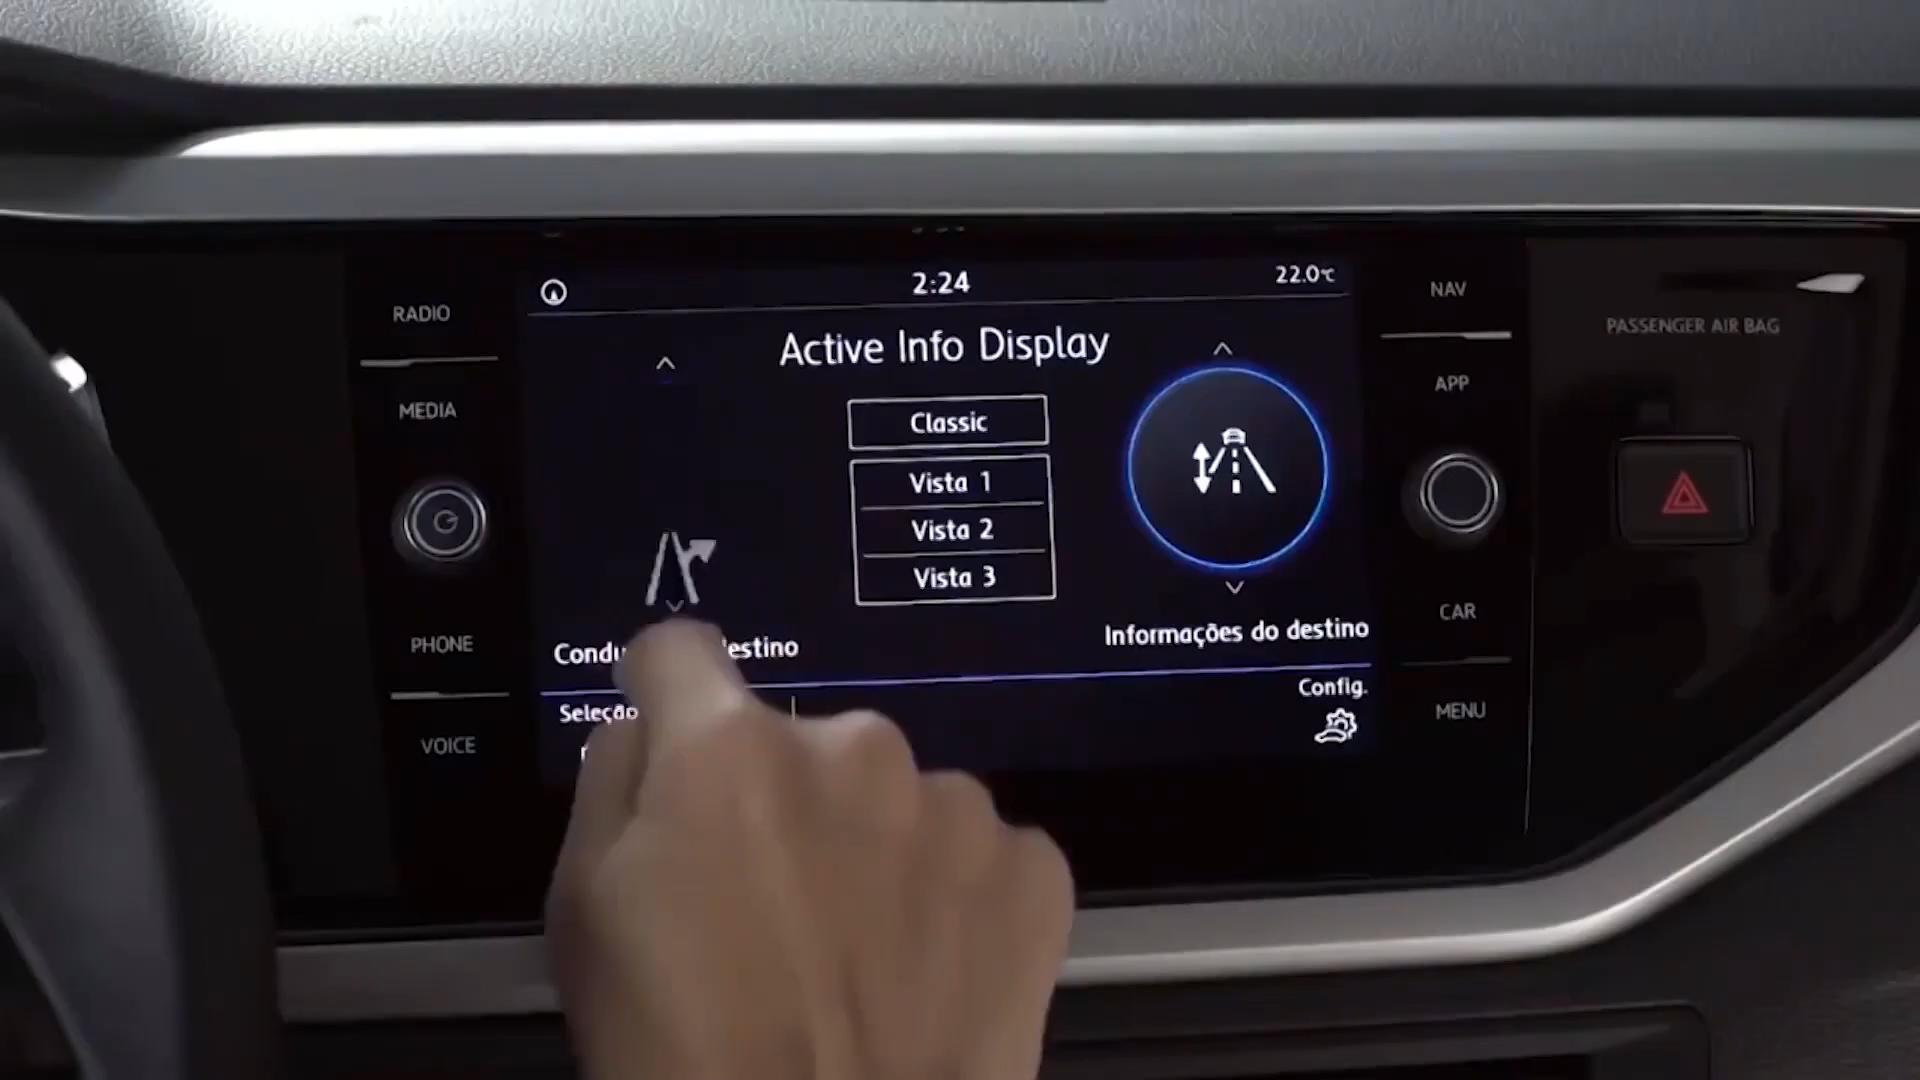 RADIO
MEDIA
PHONE
VOICE
2:24
22.0°C
Active Info Display
Classic
Vista 1
Vista 2
Vista 3
Informações do destino
Seleção
Config.
NAV
APP
CAR
MENU
PASSENGER AIR BAG